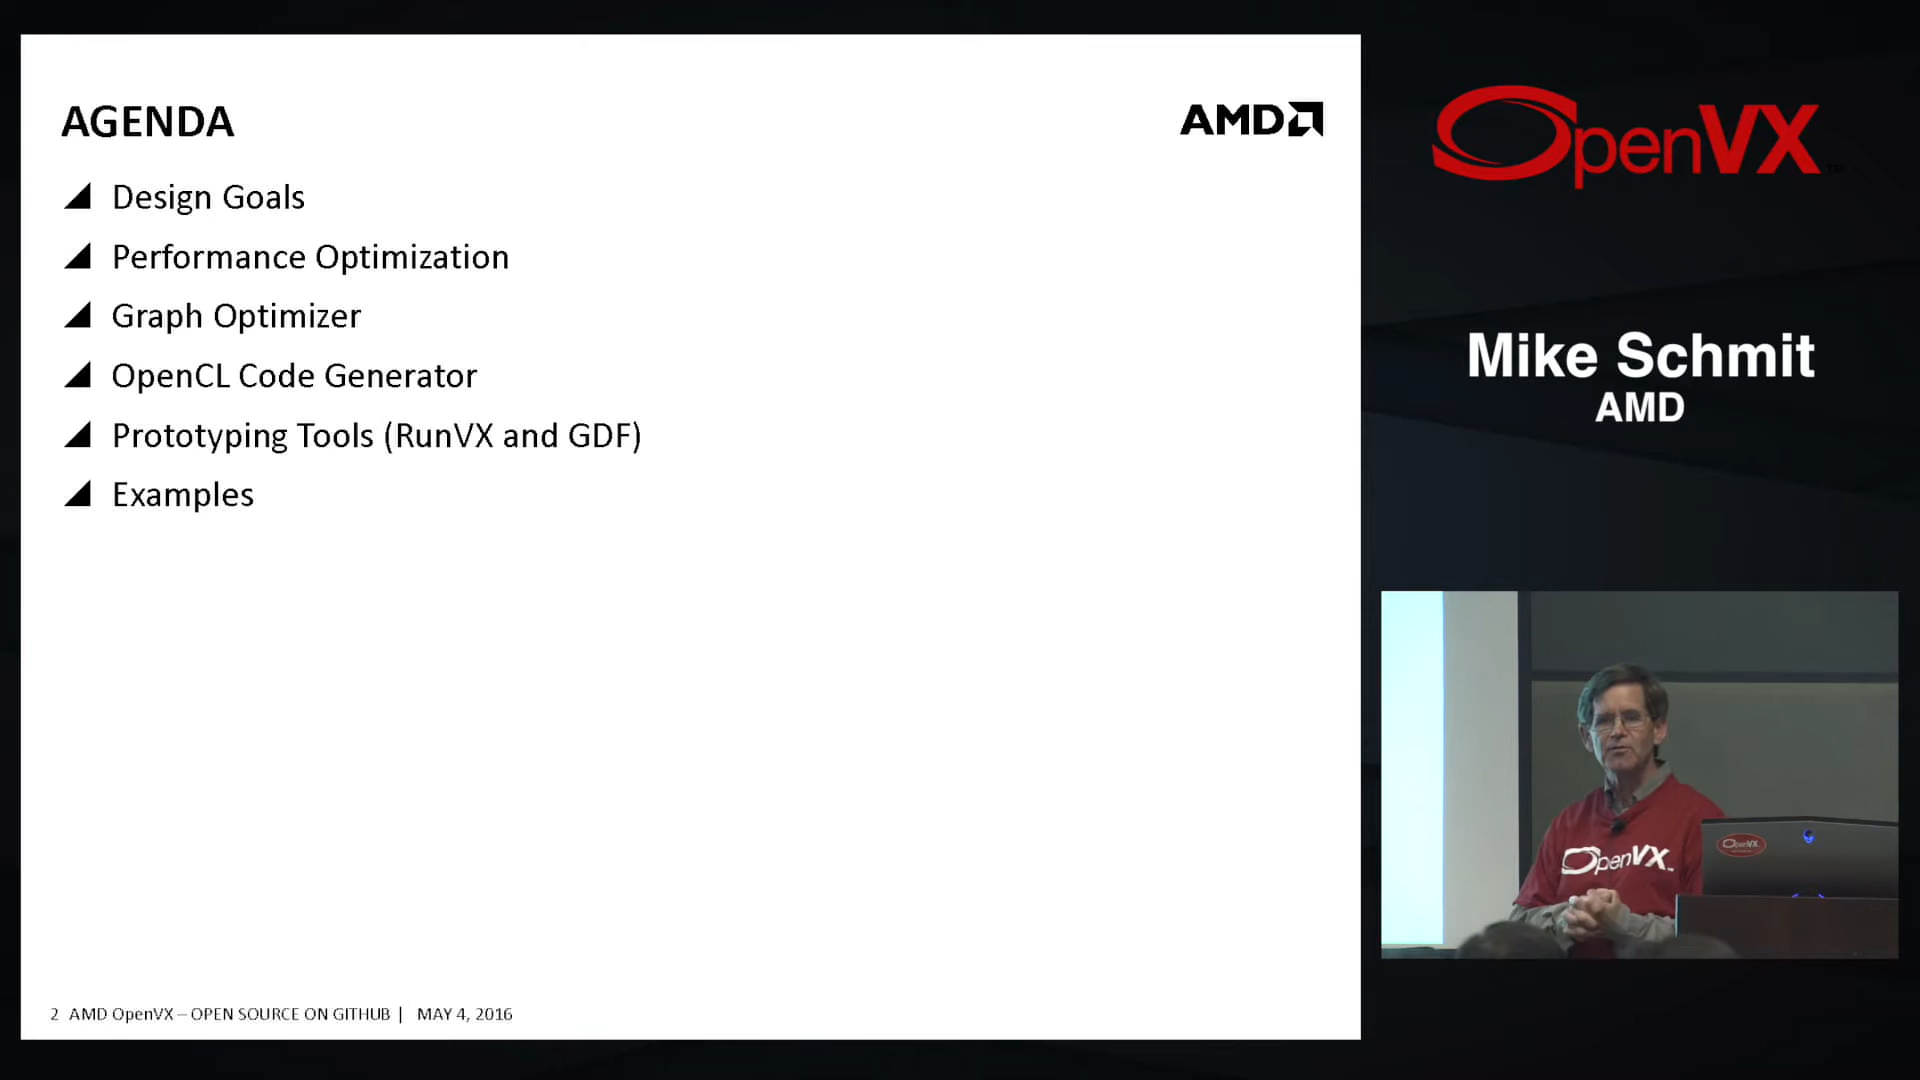 AGENDA
AMD
Design Goals
Performance Optimization
Graph Optimizer
OpenCL Code Generator
Prototyping Tools (RunVX and GDF)
Examples
2 AMD OpenVX – OPEN SOURCE ON GITHUB | MAY 4, 2016
OpenVX
Mike Schmit
AMD
OpenVX
OpenVX